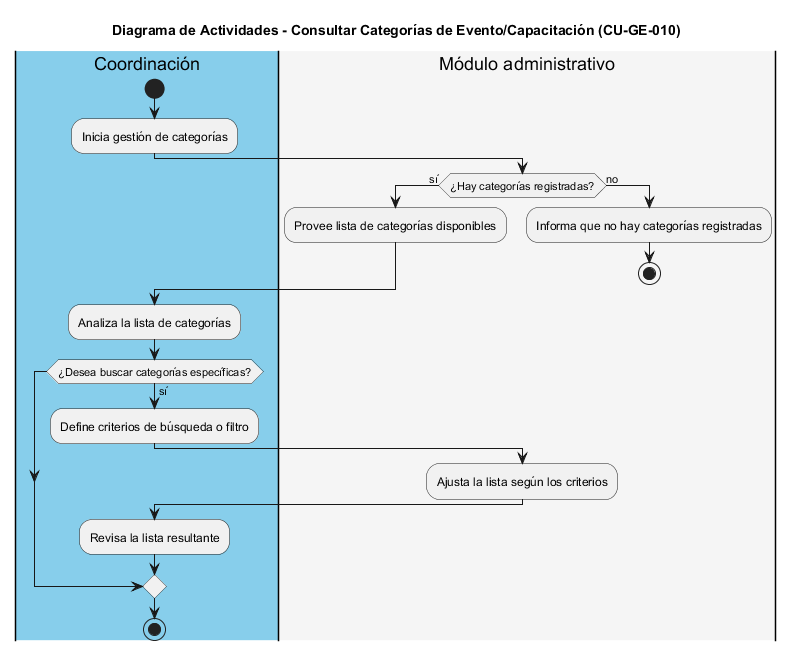 Diagrama de Actividades - Consultar Categorías de Evento/Capacitación (CU-GE-010)
Coordinación
Módulo administrativo
Inicia gestión de categorías
¿Hay categorías registradas?
sí
no
Provee lista de categorías disponibles
Informa que no hay categorías registradas
Analiza la lista de categorías
¿Desea buscar categorías específicas?
sí
Define criterios de búsqueda o filtro
Ajusta la lista según los criterios
Revisa la lista resultante